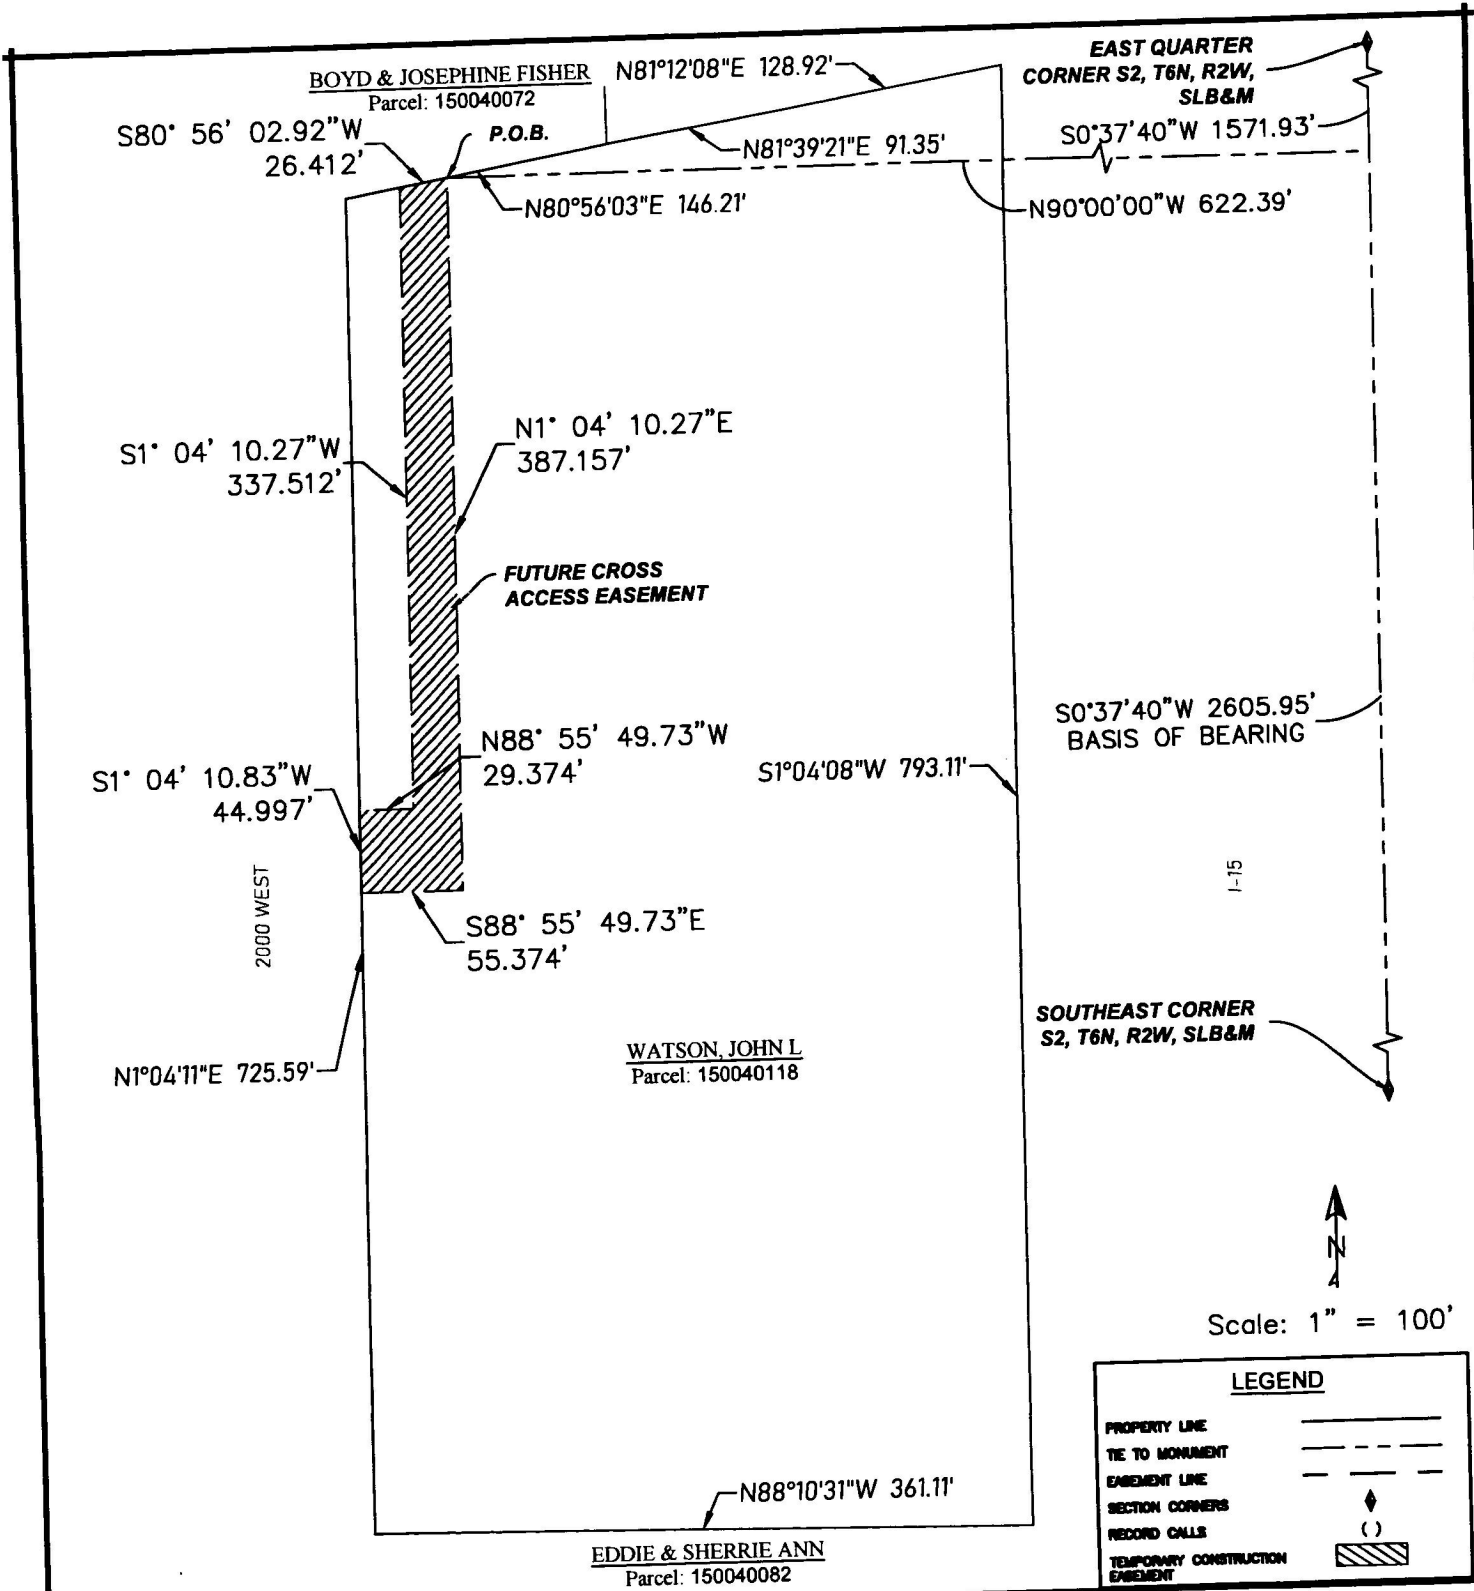 BOYD & JOSEPHINE FISHER
Parcel: 150040072
N81°12'08"E 128.92'
EAST QUARTER
CORNER S2, T6N, R2W,
SLB&M
S80° 56' 02.92"W
26.412'
P.O.B.
N81°39'21"E 91.35'
S0°37'40"W 1571.93'
N80°56'03"E 146.21'
N90°00'00"W 622.39'
S1° 04' 10.27"W
337.512'
N1° 04' 10.27"E
387.157'
FUTURE CROSS
ACCESS EASEMENT
N88° 55' 49.73"W
29.374'
S1° 04' 10.83"W
44.997'
S1°04'08"W 793.11'
S0°37'40"W 2605.95'
BASIS OF BEARING
2000 WEST
I-15
S88° 55' 49.73"E
55.374'
N1°04'11"E 725.59'
WATSON, JOHN L
Parcel: 150040118
SOUTHEAST CORNER
S2, T6N, R2W, SLB&M
N
Scale: 1" = 100'
N88°10'31"W 361.11'
EDDIE & SHERRIE ANN
Parcel: 150040082
LEGEND
PROPERTY LINE
TIE TO MONUMENT
EASEMENT LINE
SECTION CORNERS
RECORD CALLS ( )
TEMPORARY CONSTRUCTION
EASEMENT